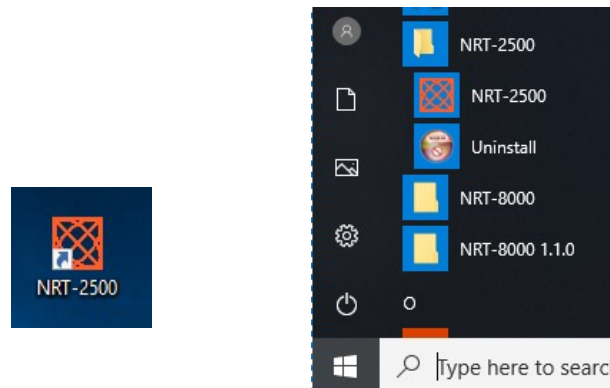 NRT-2500
NRT-2500
NRT-2500
Uninstall
NRT-8000
NRT-8000 1.1.0
O
Type here to searc